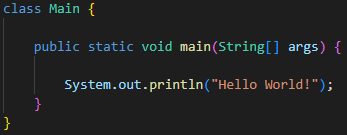 class Main {
public static void main(String[] args) {
System.out.println("Hello World!");
}
}